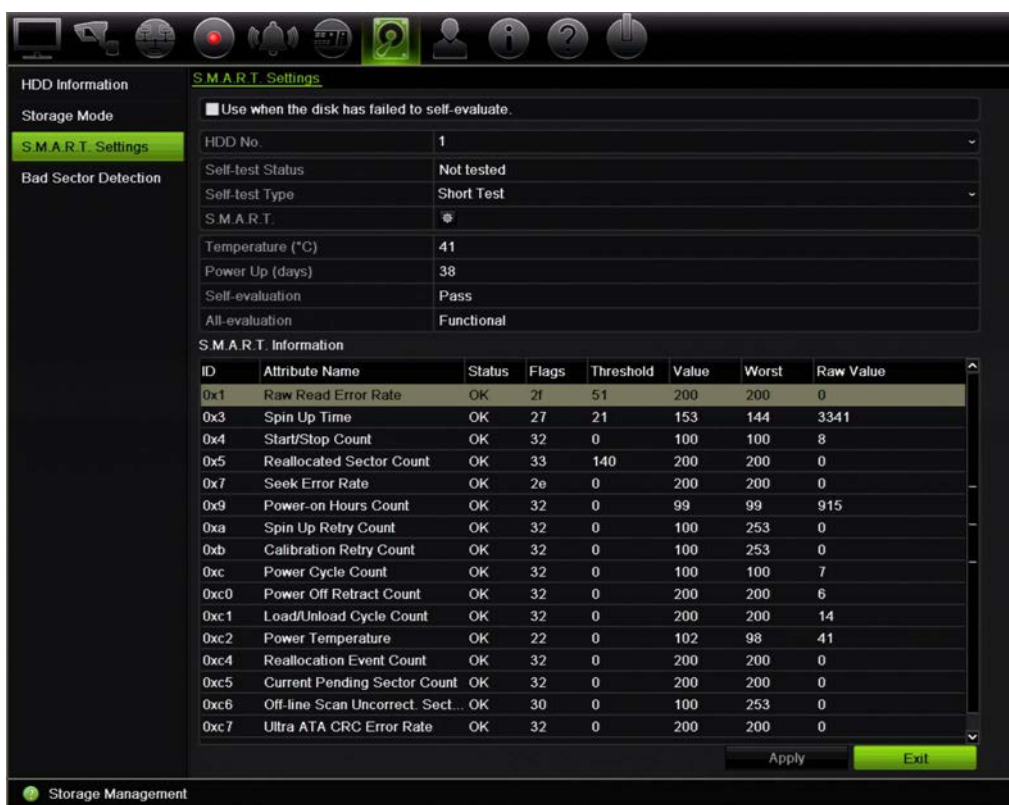 HDD Information
Storage Mode
S.M.A.R.T. Settings
Bad Sector Detection
S.M.A.R.T. Settings
Use when the disk has failed to self-evaluate.
HDD No. 1
Self-test Status Not tested
Self-test Type Short Test
S.M.A.R.T.
Temperature (°C) 41
Power Up (days) 38
Self-evaluation Pass
All-evaluation Functional
S.M.A.R.T. Information
ID Attribute Name Status Flags Threshold Value Worst Raw Value
0x1 Raw Read Error Rate OK 2f 51 200 200 0
0x3 Spin Up Time OK 27 21 153 144 3341
0x4 Start/Stop Count OK 32 0 100 100 8
0x5 Reallocated Sector Count OK 33 140 200 200 0
0x7 Seek Error Rate OK 2e 0 200 200 0
0x9 Power-on Hours Count OK 32 0 99 99 915
0xa Spin Up Retry Count OK 32 0 100 253 0
0xb Calibration Retry Count OK 32 0 100 253 0
0xc Power Cycle Count OK 32 0 100 100 7
0xc0 Power Off Retract Count OK 32 0 200 200 6
0xc1 Load/Unload Cycle Count OK 32 0 200 200 14
0xc2 Power Temperature OK 22 0 102 98 41
0xc4 Reallocation Event Count OK 32 0 200 200 0
0xc5 Current Pending Sector Count OK 32 0 200 200 0
0xc6 Off-line Scan Uncorrect. Sect... OK 30 0 100 253 0
0xc7 Ultra ATA CRC Error Rate OK 32 0 200 200 0
Apply Exit
Storage Management